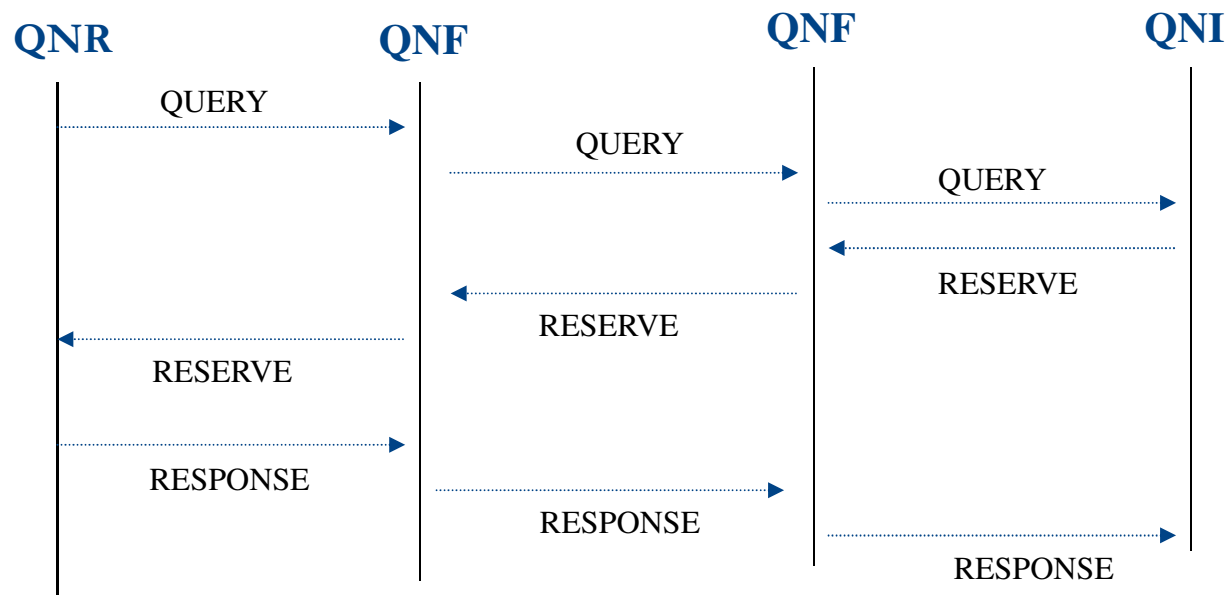 QNR
QNF
QNF
QNI
QUERY
QUERY
QUERY
RESERVE
RESERVE
RESERVE
RESPONSE
RESPONSE
RESPONSE